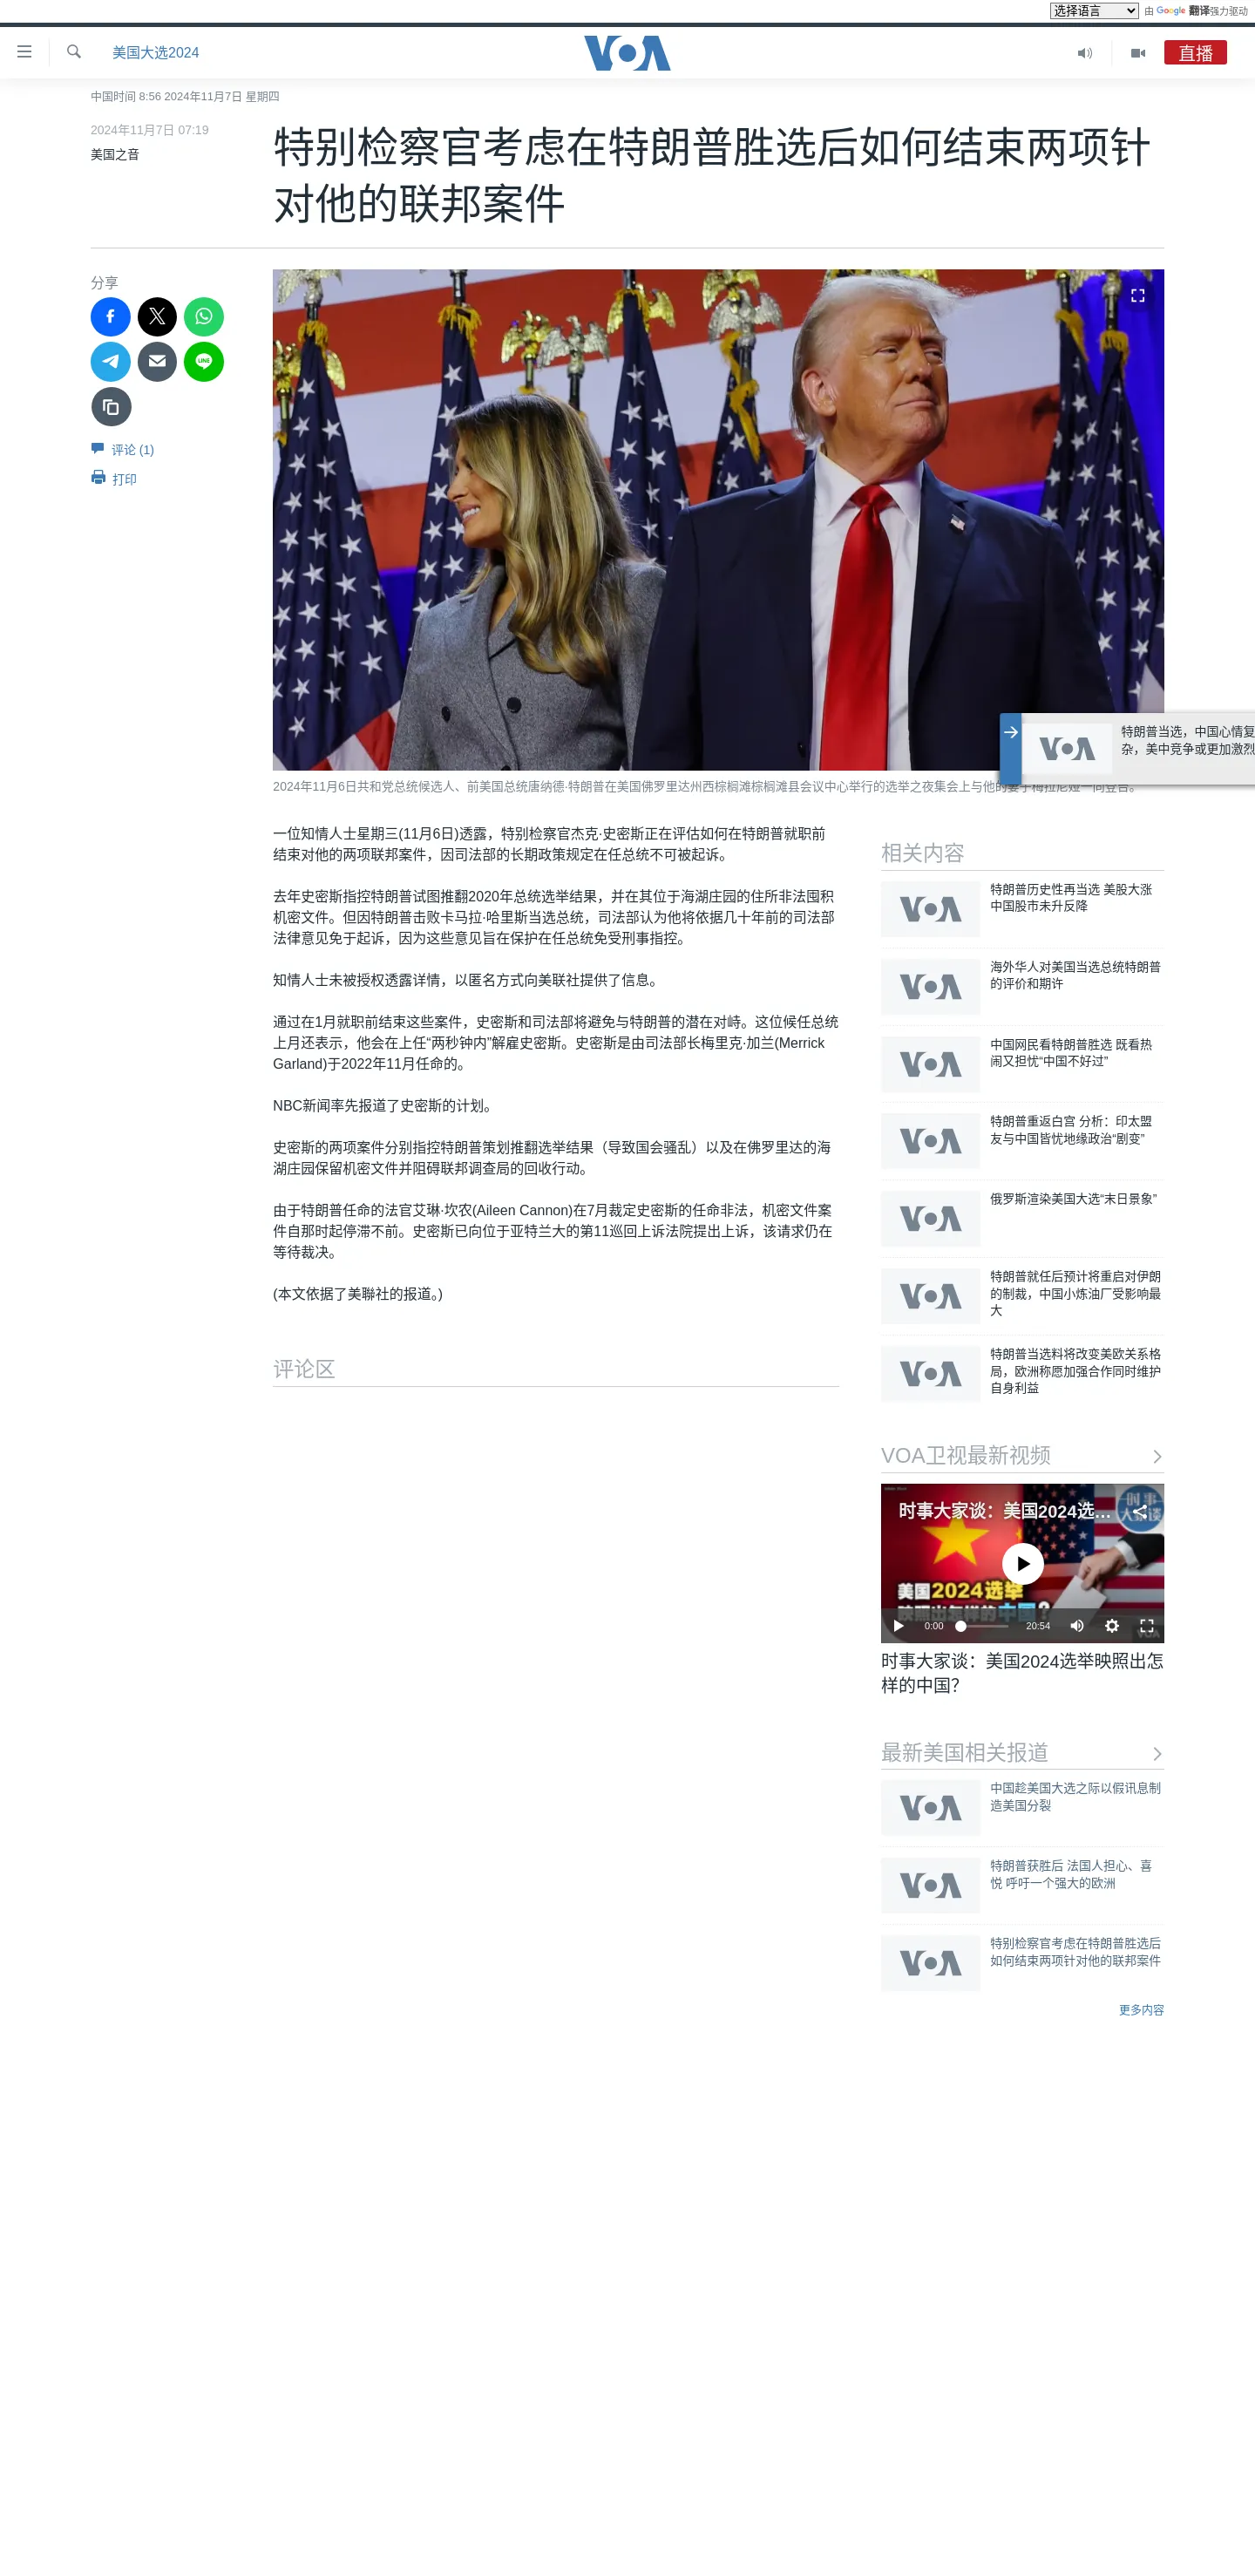 选择语言 由 Google 翻译强力驱动
美国大选2024
VOA
直播
中国时间 8:56 2024年11月7日 星期四
2024年11月7日 07:19
美国之音
特别检察官考虑在特朗普胜选后如何结束两项针
对他的联邦案件
分享
LINE
评论 (1)
打印
VOA
特朗普当选，中国心情复
杂，美中竞争或更加激烈
2024年11月6日共和党总统候选人、前美国总统唐纳德·特朗普在美国佛罗里达州西棕榈滩棕榈滩县会议中心举行的选举之夜集会上与他的妻子梅拉尼娅一同登台。
一位知情人士星期三(11月6日)透露，特别检察官杰克·史密斯正在评估如何在特朗普就职前
结束对他的两项联邦案件，因司法部的长期政策规定在任总统不可被起诉。
去年史密斯指控特朗普试图推翻2020年总统选举结果，并在其位于海湖庄园的住所非法囤积
机密文件。但因特朗普击败卡马拉·哈里斯当选总统，司法部认为他将依据几十年前的司法部
法律意见免于起诉，因为这些意见旨在保护在任总统免受刑事指控。
知情人士未被授权透露详情，以匿名方式向美联社提供了信息。
通过在1月就职前结束这些案件，史密斯和司法部将避免与特朗普的潜在对峙。这位候任总统
上月还表示，他会在上任“两秒钟内”解雇史密斯。史密斯是由司法部长梅里克·加兰(Merrick
Garland)于2022年11月任命的。
NBC新闻率先报道了史密斯的计划。
史密斯的两项案件分别指控特朗普策划推翻选举结果（导致国会骚乱）以及在佛罗里达的海
湖庄园保留机密文件并阻碍联邦调查局的回收行动。
由于特朗普任命的法官艾琳·坎农(Aileen Cannon)在7月裁定史密斯的任命非法，机密文件案
件自那时起停滞不前。史密斯已向位于亚特兰大的第11巡回上诉法院提出上诉，该请求仍在
等待裁决。
(本文依据了美聯社的报道。)
评论区
相关内容
VOA
特朗普历史性再当选 美股大涨
中国股市未升反降
VOA
海外华人对美国当选总统特朗普
的评价和期许
VOA
中国网民看特朗普胜选 既看热
闹又担忧“中国不好过”
VOA
特朗普重返白宫 分析：印太盟
友与中国皆忧地缘政治“剧变”
VOA
俄罗斯渲染美国大选“末日景象”
VOA
特朗普就任后预计将重启对伊朗
的制裁，中国小炼油厂受影响最
大
VOA
特朗普当选料将改变美欧关系格
局，欧洲称愿加强合作同时维护
自身利益
VOA卫视最新视频
时事大家谈：美国2024选...
时事
大家谈
美国2024选举
映照出怎样的中国？
0:00
20:54
VOA
时事大家谈：美国2024选举映照出怎
样的中国？
最新美国相关报道
VOA
中国趁美国大选之际以假讯息制
造美国分裂
VOA
特朗普获胜后 法国人担心、喜
悦 呼吁一个强大的欧洲
VOA
特别检察官考虑在特朗普胜选后
如何结束两项针对他的联邦案件
更多内容